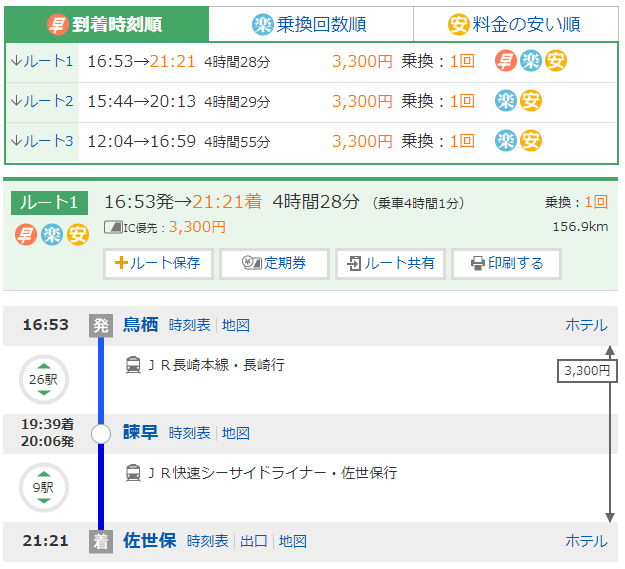 早 到着時刻順 楽 乗換回数順 安 料金の安い順
↓ルート1 16:53→21:21 4時間28分 3,300円 乗換：1回 早 楽 安
↓ルート2 15:44→20:13 4時間29分 3,300円 乗換：1回 楽 安
↓ルート3 12:04→16:59 4時間55分 3,300円 乗換：1回 楽 安
ルート1 16:53発→21:21着 4時間28分 （乗車4時間1分） 乗換：1回
早 楽 安 IC優先：3,300円 156.9km
ルート保存 定期券 ルート共有 印刷する
16:53 発 鳥栖 時刻表 地図 ホテル
ＪＲ長崎本線・長崎行
26駅 3,300円
19:39着
20:06発 諫早 時刻表 地図
ＪＲ快速シーサイドライナー・佐世保行
9駅
21:21 着 佐世保 時刻表 出口 地図 ホテル